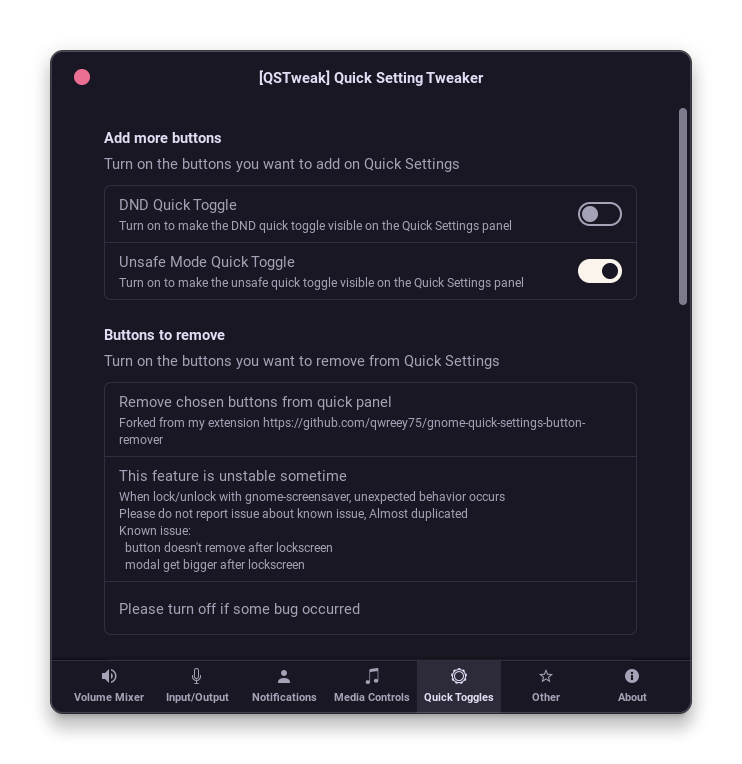 [QSTweak] Quick Setting Tweaker
Add more buttons
Turn on the buttons you want to add on Quick Settings
DND Quick Toggle
Turn on to make the DND quick toggle visible on the Quick Settings panel
Unsafe Mode Quick Toggle
Turn on to make the unsafe quick toggle visible on the Quick Settings panel
Buttons to remove
Turn on the buttons you want to remove from Quick Settings
Remove chosen buttons from quick panel
Forked from my extension https://github.com/qwreey75/gnome-quick-settings-button-
remover
This feature is unstable sometime
When lock/unlock with gnome-screensaver, unexpected behavior occurs
Please do not report issue about known issue, Almost duplicated
Known issue:
button doesn't remove after lockscreen
modal get bigger after lockscreen
Please turn off if some bug occurred
Volume Mixer Input/Output Notifications Media Controls Quick Toggles Other About